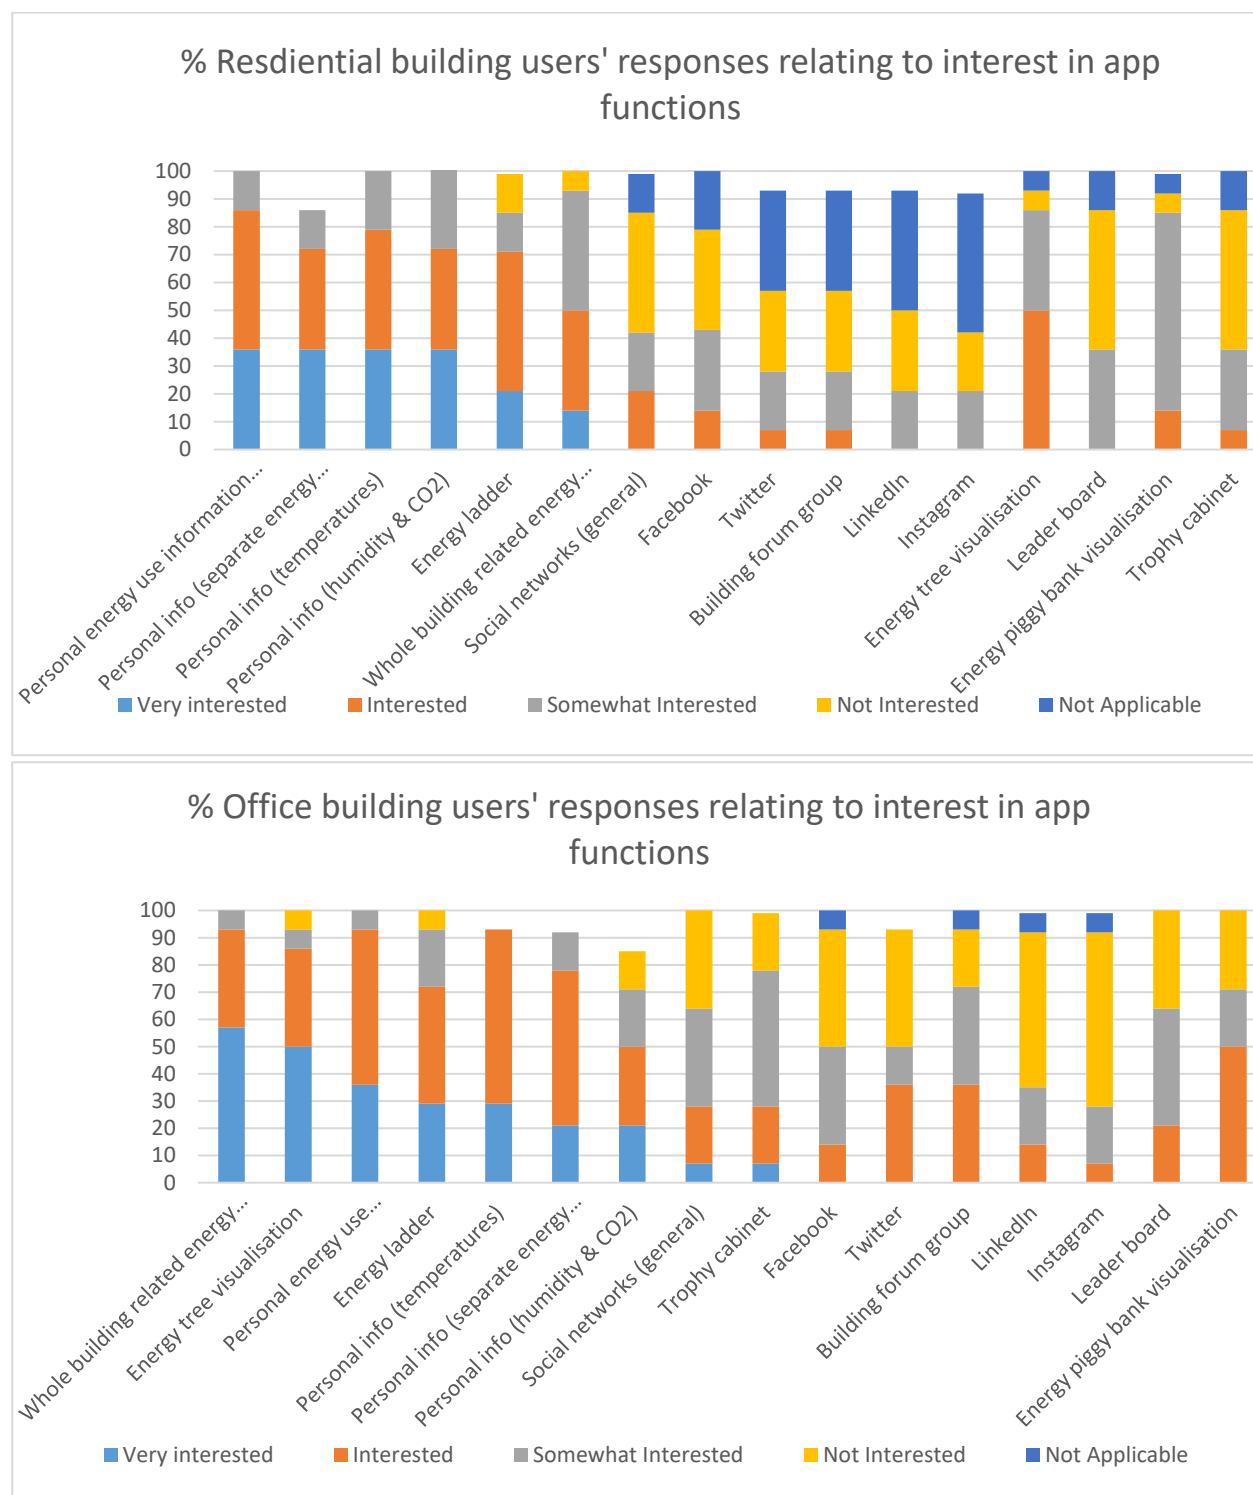 % Resdiential building users' responses relating to interest in app
functions
100
90
80
70
60
50
40
30
20
10
0
Personal energy use information...
Personal info (separate energy...
Personal info (temperatures)
Personal info (humidity & CO2)
Energy ladder
Whole building related energy...
Social networks (general)
Facebook
Twitter
Building forum group
LinkedIn
Instagram
Energy tree visualisation
Leader board
Energy piggy bank visualisation
Trophy cabinet
Very interested
Interested
Somewhat Interested
Not Interested
Not Applicable
% Office building users' responses relating to interest in app
functions
100
90
80
70
60
50
40
30
20
10
0
Whole building related energy...
Energy tree visualisation
Personal energy use...
Energy ladder
Personal info (temperatures)
Personal info (separate energy...
Personal info (humidity & CO2)
Social networks (general)
Trophy cabinet
Facebook
Twitter
Building forum group
LinkedIn
Instagram
Leader board
Energy piggy bank visualisation
Very interested
Interested
Somewhat Interested
Not Interested
Not Applicable